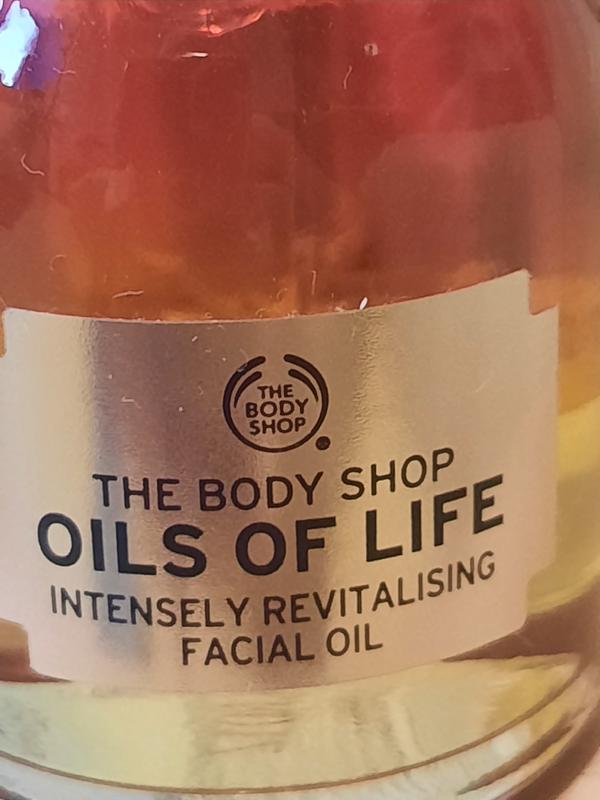 THE
BODY
SHOP
THE BODY SHOP
OILS OF LIFE
INTENSELY REVITALISING
FACIAL OIL